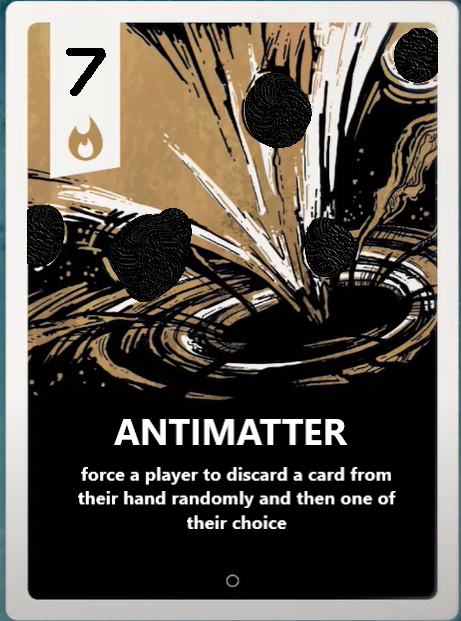 7
ANTIMATTER
force a player to discard a card from
their hand randomly and then one of
their choice